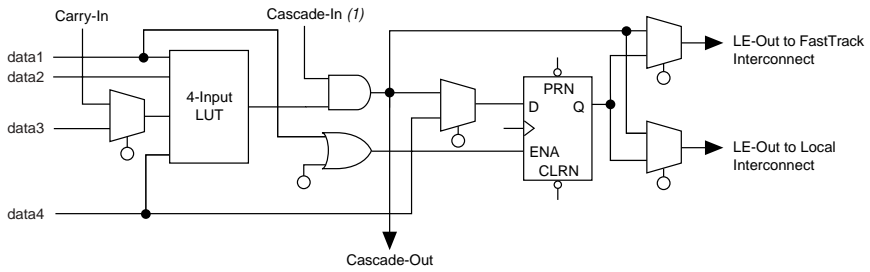 Carry-In
Cascade-In (1)
data1
data2
data3
data4
4-Input
LUT
PRN
D
Q
ENA
CLRN
LE-Out to FastTrack
Interconnect
LE-Out to Local
Interconnect
Cascade-Out